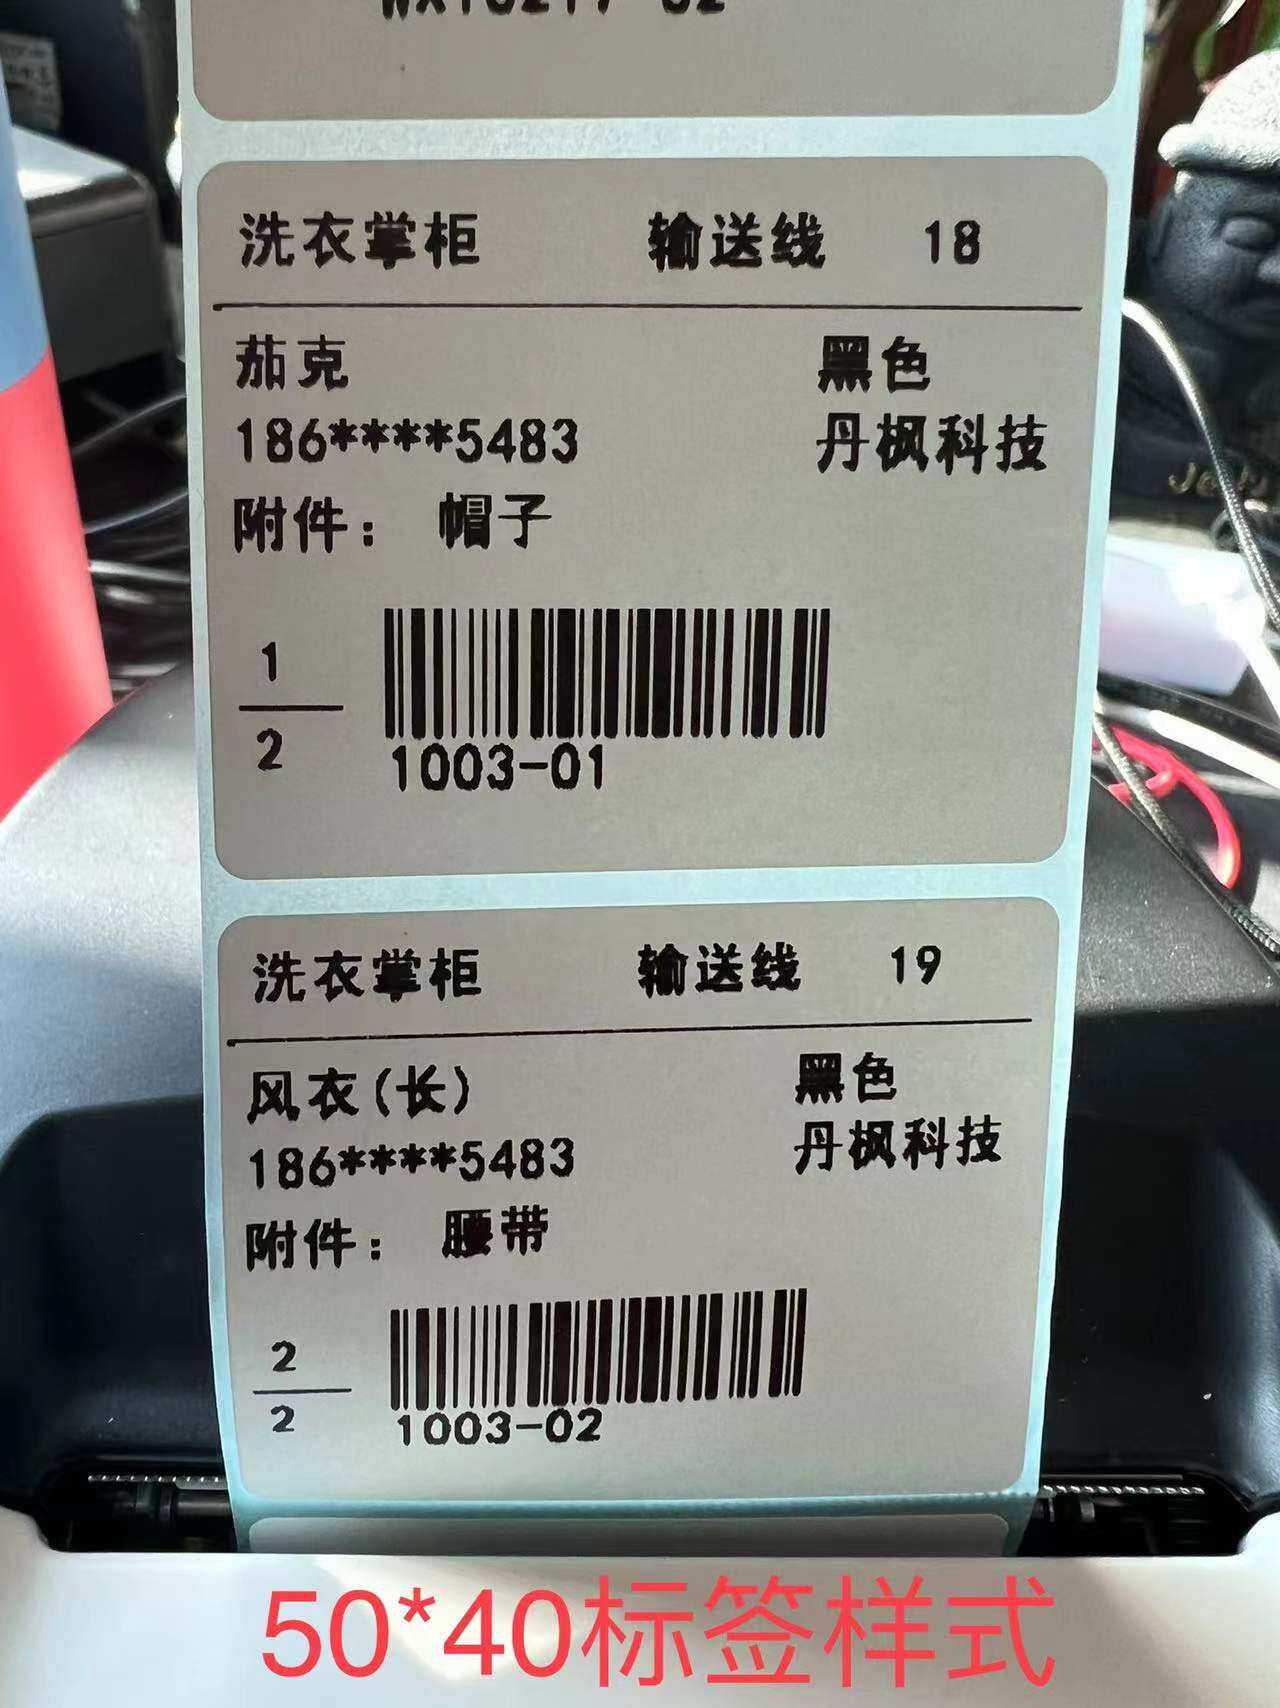 洗衣掌柜 输送线 18
茄克 黑色
186****5483 丹枫科技
附件： 帽子
1
2
1003-01
洗衣掌柜 输送线 19
风衣(长) 黑色
186****5483 丹枫科技
附件： 腰带
2
2
1003-02
50*40标签样式